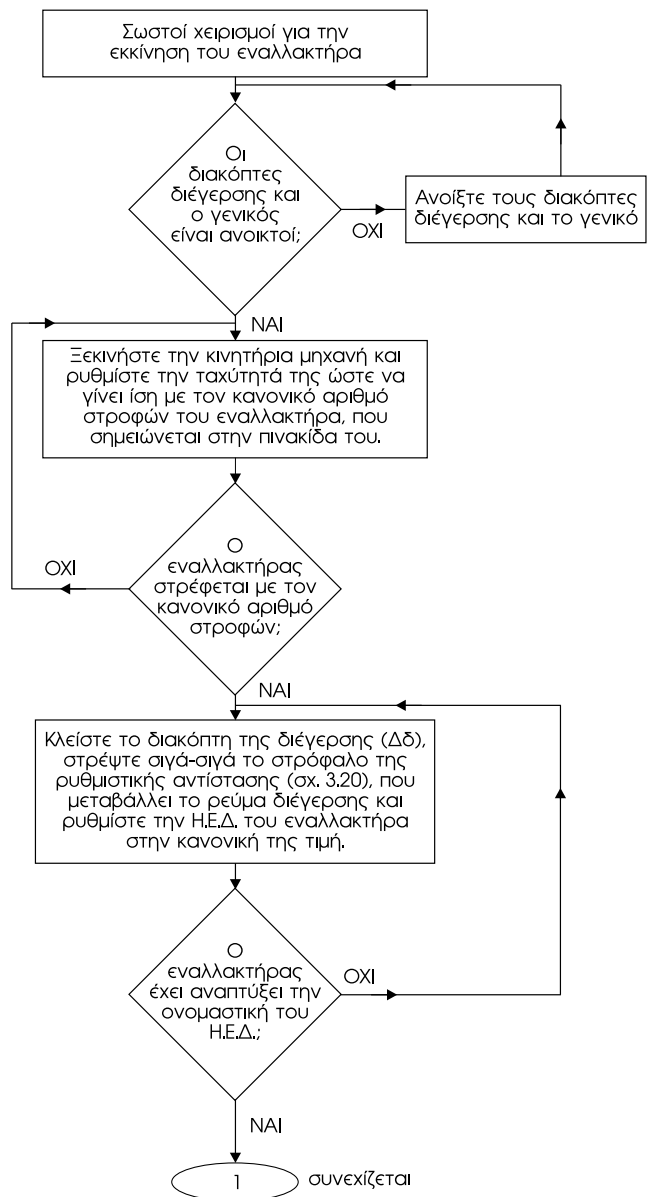 Σωστοί χειρισμοί για την
εκκίνηση του εναλλακτήρα
Οι
διακόπτες
διέγερσης και
ο γενικός
είναι ανοικτοί;
ΟΧΙ
Ανοίξτε τους διακόπτες
διέγερσης και το γενικό
ΝΑΙ
Ξεκινήστε την κινητήρια μηχανή και
ρυθμίστε την ταχύτητά της ώστε να
γίνει ίση με τον κανονικό αριθμό
στροφών του εναλλακτήρα, που
σημειώνεται στην πινακίδα του.
Ο
εναλλακτήρας
στρέφεται με τον
κανονικό αριθμό
στροφών;
ΟΧΙ
ΝΑΙ
Κλείστε το διακόπτη της διέγερσης (Δδ),
στρέψτε σιγά-σιγά το στρόφαλο της
ρυθμιστικής αντίστασης (σχ. 3.20), που
μεταβάλλει το ρεύμα διέγερσης και
ρυθμίστε την Η.Ε.Δ. του εναλλακτήρα
στην κανονική της τιμή.
Ο
εναλλακτήρας
έχει αναπτύξει την
ονομαστική του
Η.Ε.Δ.;
ΟΧΙ
ΝΑΙ
1 συνεχίζεται